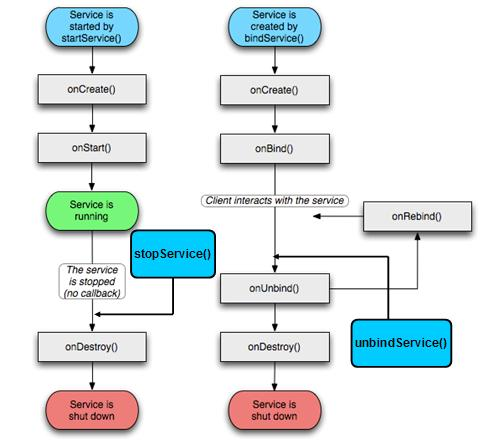 Service is
started by
startService()
onCreate()
onStart()
Service is
running
stopService()
The service
is stopped
(no callback)
onDestroy()
Service is
shut down
Service is
created by
bindService()
onCreate()
onBind()
Client interacts with the service
onRebind()
onUnbind()
unbindService()
onDestroy()
Service is
shut down